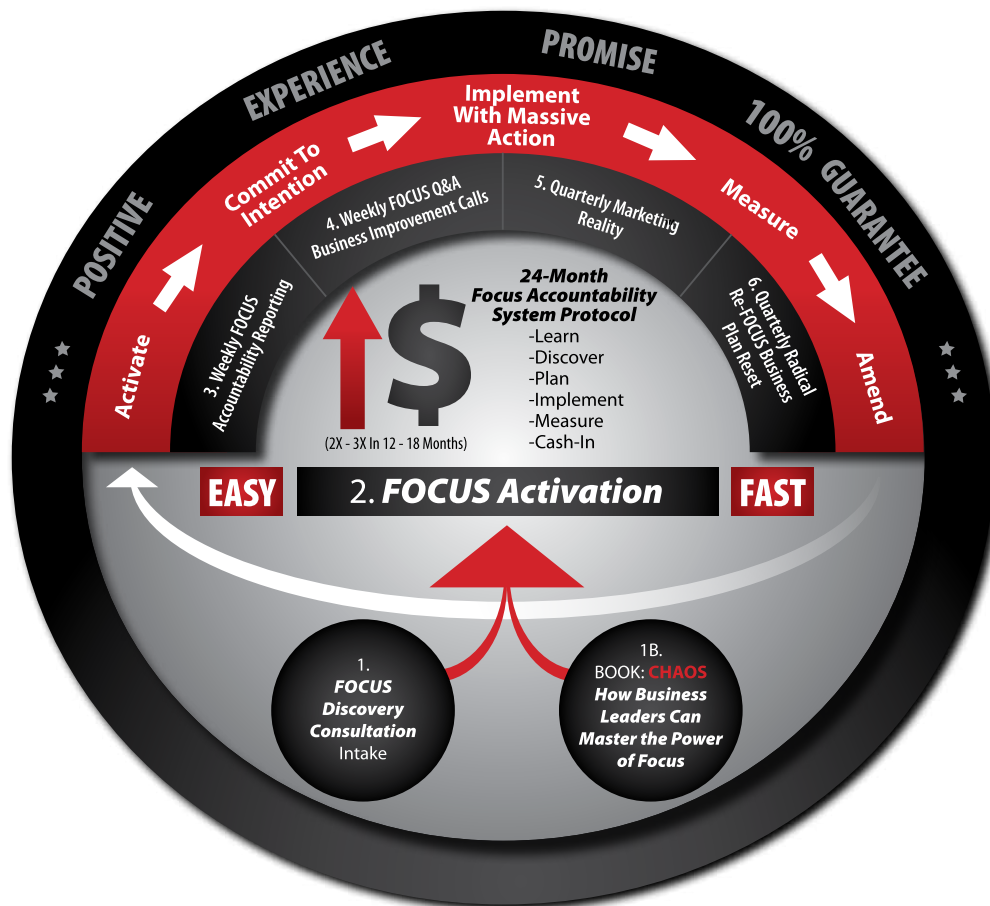 POSITIVE
EXPERIENCE
PROMISE
100% GUARANTEE
Activate
Commit To
Intention
Implement
With Massive
Action
Measure
Amend
3. Weekly FOCUS
Accountability Reporting
4. Weekly FOCUS Q&A
Business Improvement Calls
5. Quarterly Marketing
Reality
6. Quarterly Radical
Re-FOCUS Business
Plan Reset
$
(2X - 3X In 12 - 18 Months)
24-Month
Focus Accountability
System Protocol
-Learn
-Discover
-Plan
-Implement
-Measure
-Cash-In
EASY
2. FOCUS Activation
FAST
1.
FOCUS
Discovery
Consultation
Intake
1B.
BOOK: CHAOS
How Business
Leaders Can
Master the Power
of Focus